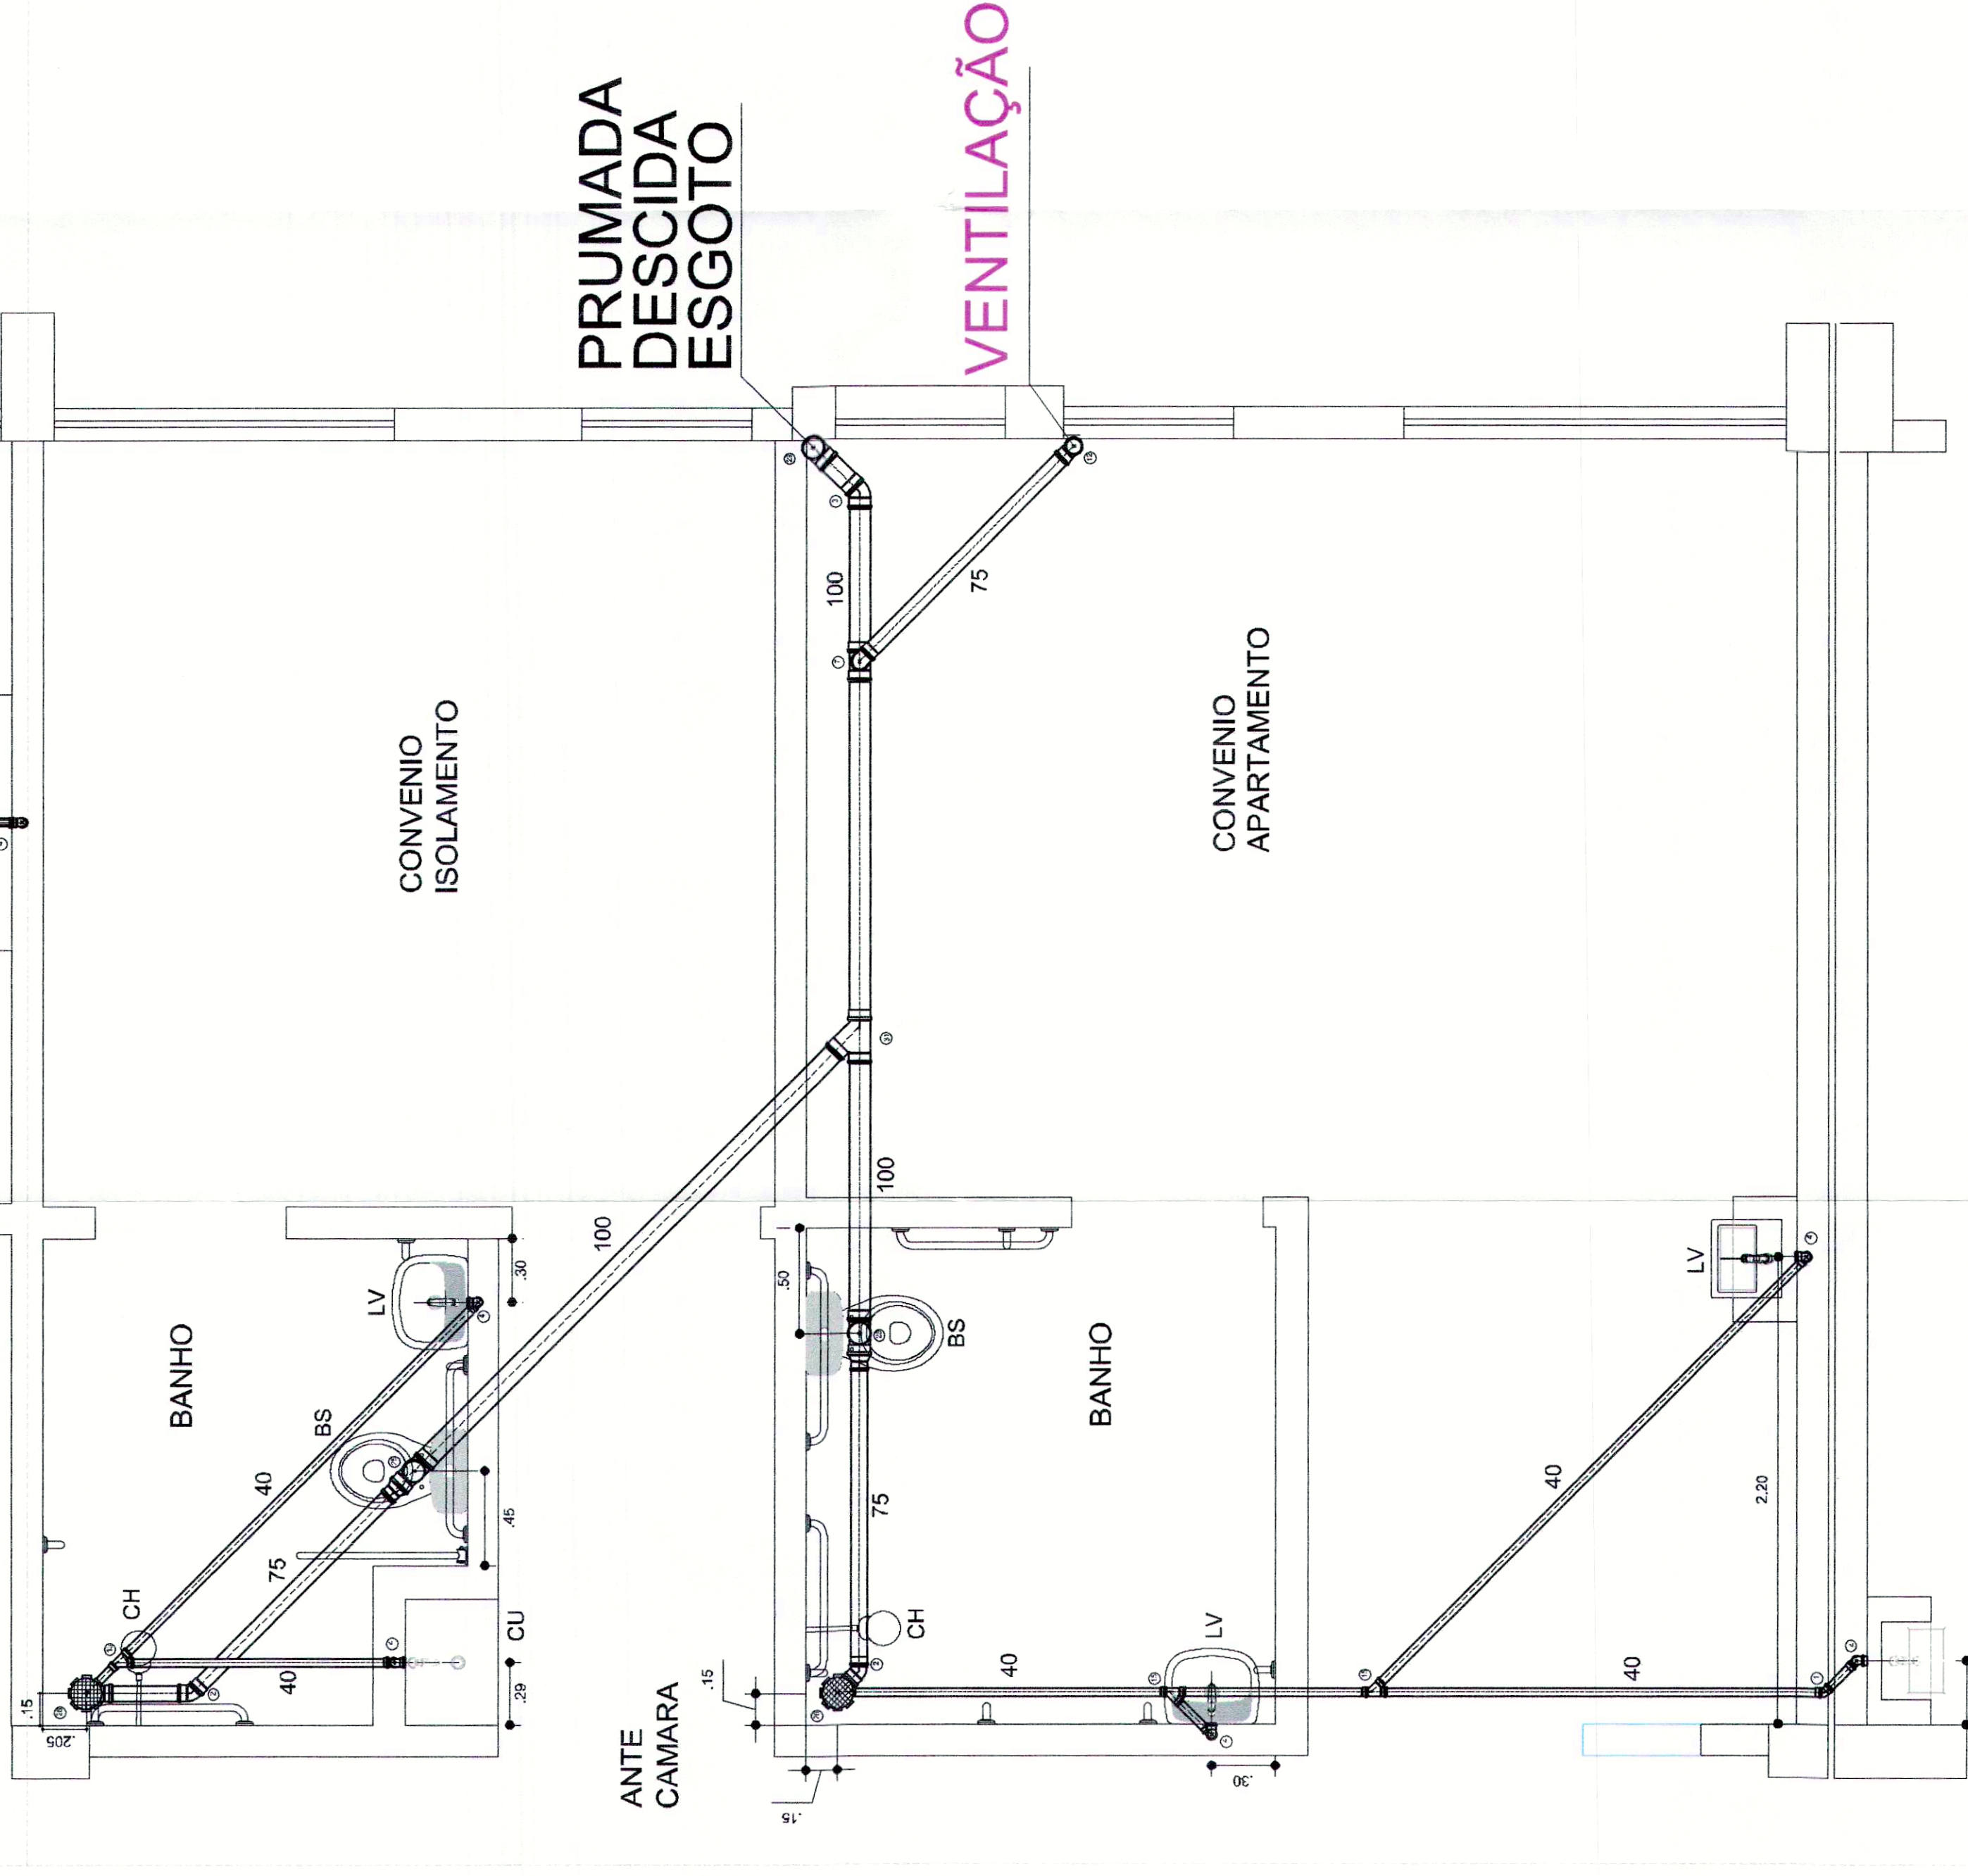 PRUMADA
DESCIDA
ESGOTO
VENTILAÇÃO
CONVENIO
ISOLAMENTO
100
75
CONVENIO
APARTAMENTO
100
100
BANHO
LV
.30
BS
40
75
.45
CH
40
CU
.29
.15
.205
.50
BS
BANHO
75
CH
LV
40
.15
.15
.30
ANTE
CAMARA
LV
40
2.20
40